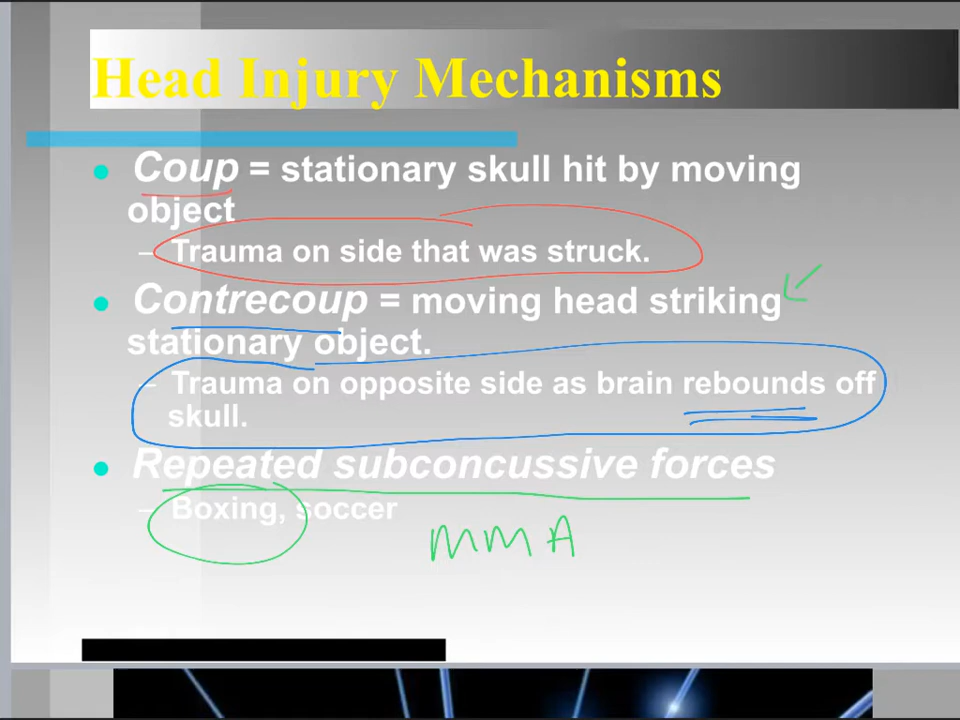 Head Injury Mechanisms
Coup = stationary skull hit by moving
object
– Trauma on side that was struck.
Contrecoup = moving head striking
stationary object.
– Trauma on opposite side as brain rebounds off
skull.
Repeated subconcussive forces
– Boxing, soccer
MMA